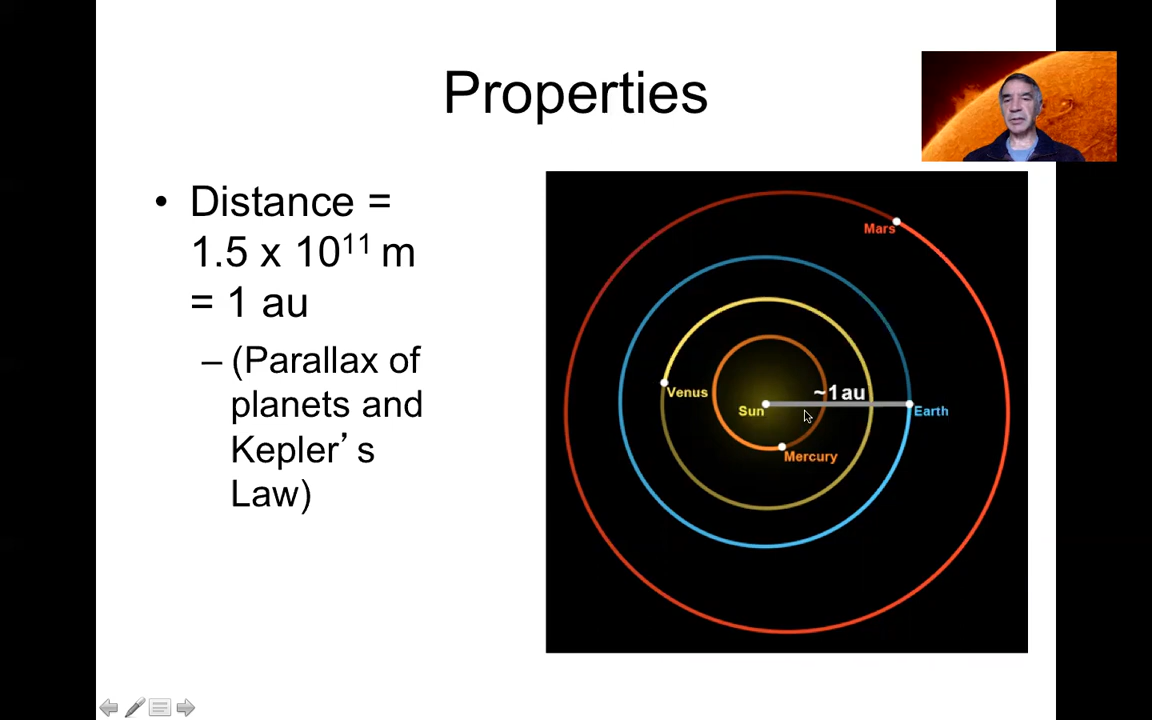 Properties
• Distance =
1.5 x 10¹¹ m
= 1 au
– (Parallax of
planets and
Kepler’s
Law)
Mars
Venus
~1 au
Sun
Earth
Mercury